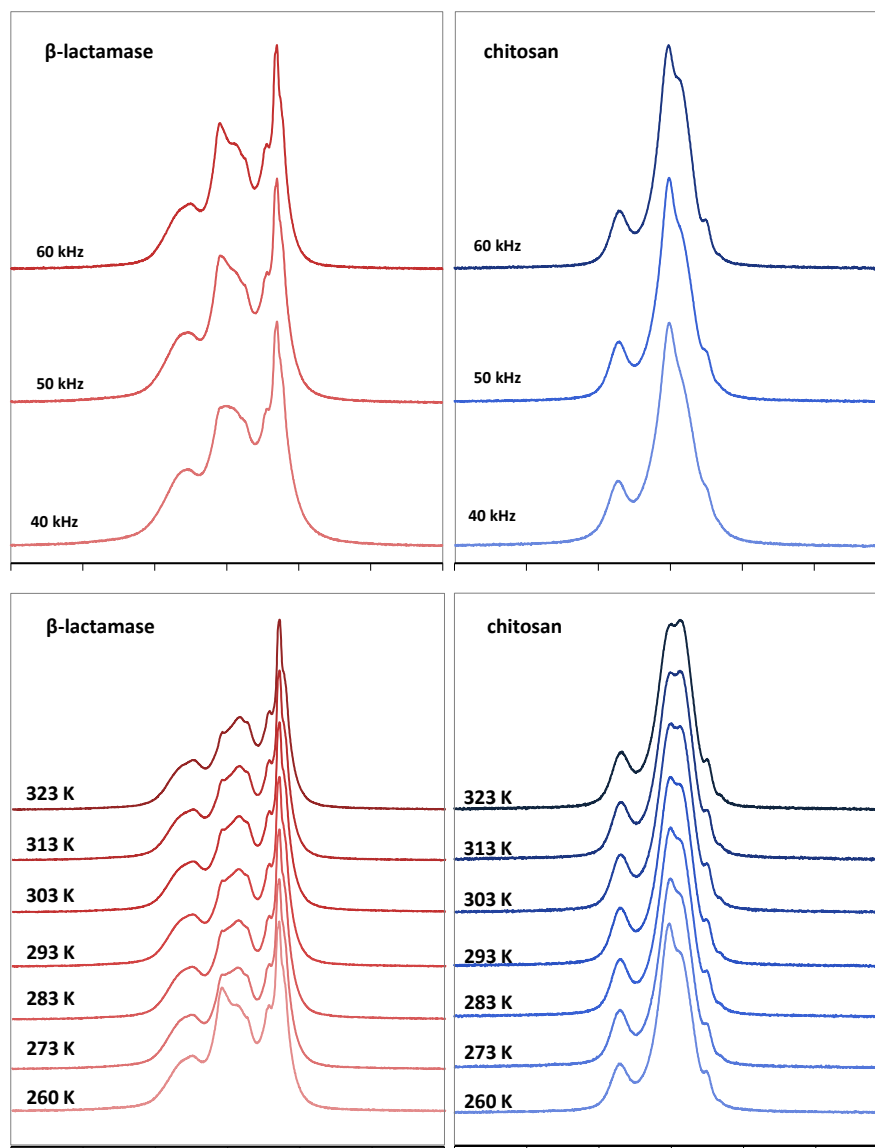 β-lactamase
60 kHz
50 kHz
40 kHz
chitosan
60 kHz
50 kHz
40 kHz
β-lactamase
323 K
313 K
303 K
293 K
283 K
273 K
260 K
chitosan
323 K
313 K
303 K
293 K
283 K
273 K
260 K